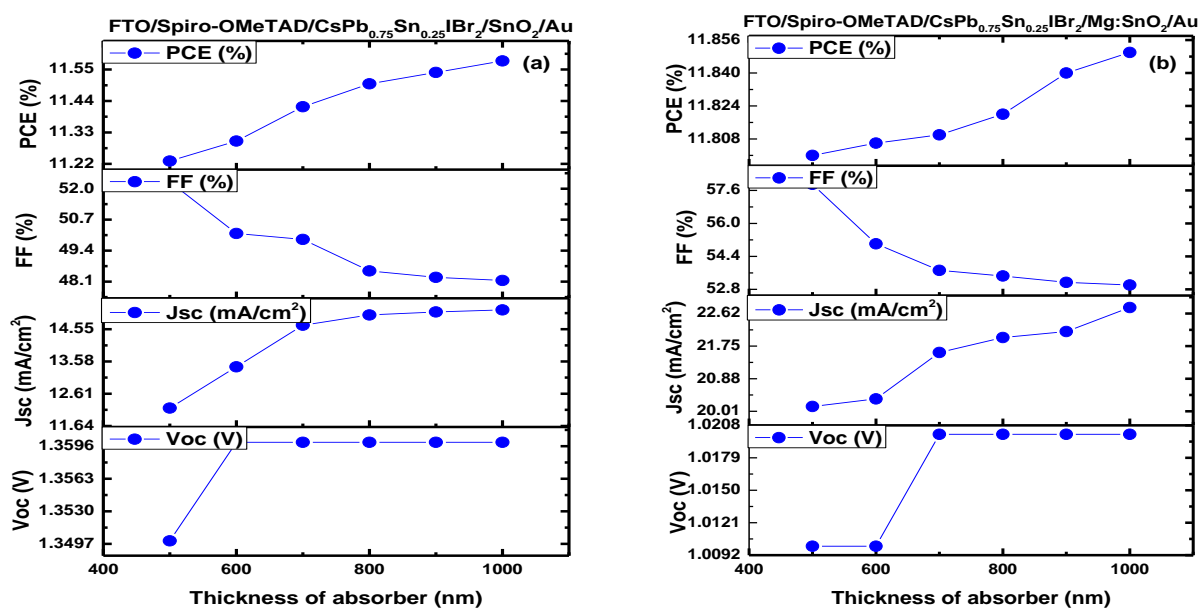 FTO/Spiro-OMeTAD/CsPb0.75Sn0.25IBr2/SnO2/Au
PCE (%)
(a)
PCE (%)
11.55
11.44
11.33
11.22
FF (%)
FF (%)
52.0
50.7
49.4
48.1
Jsc (mA/cm2)
Jsc (mA/cm2)
14.55
13.58
12.61
11.64
Voc (V)
Voc (V)
1.3596
1.3563
1.3530
1.3497
400 600 800 1000
Thickness of absorber (nm)
FTO/Spiro-OMeTAD/CsPb0.75Sn0.25IBr2/Mg:SnO2/Au
PCE (%)
(b)
PCE (%)
11.856
11.840
11.824
11.808
FF (%)
FF (%)
57.6
56.0
54.4
52.8
Jsc (mA/cm2)
Jsc (mA/cm2)
22.62
21.75
20.88
20.01
Voc (V)
Voc (V)
1.0208
1.0179
1.0150
1.0121
1.0092
400 600 800 1000
Thickness of absorber (nm)